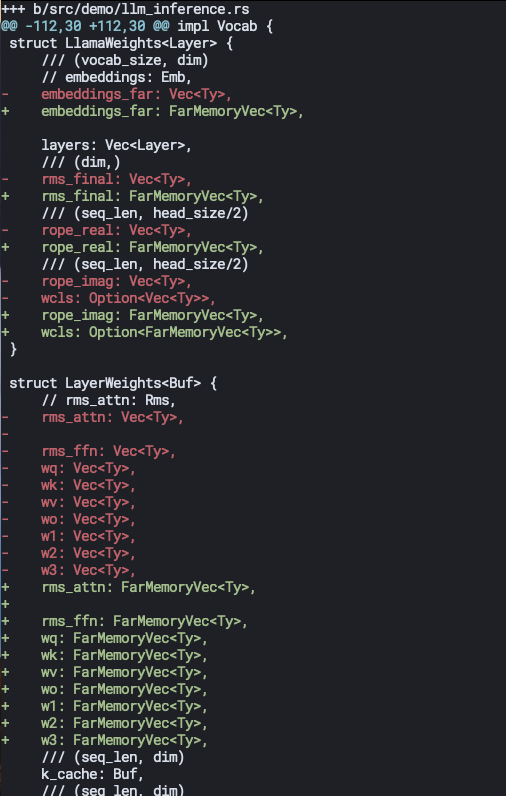 +++ b/src/demo/llm_inference.rs
@@ -112,30 +112,30 @@ impl Vocab {
 struct LlamaWeights<Layer> {
     /// (vocab_size, dim)
     // embeddings: Emb,
-    embeddings_far: Vec<Ty>,
+    embeddings_far: FarMemoryVec<Ty>,

     layers: Vec<Layer>,
     /// (dim,)
-    rms_final: Vec<Ty>,
+    rms_final: FarMemoryVec<Ty>,
     /// (seq_len, head_size/2)
-    rope_real: Vec<Ty>,
+    rope_real: FarMemoryVec<Ty>,
     /// (seq_len, head_size/2)
-    rope_imag: Vec<Ty>,
-    wcls: Option<Vec<Ty>>,
+    rope_imag: FarMemoryVec<Ty>,
+    wcls: Option<FarMemoryVec<Ty>>,
 }

 struct LayerWeights<Buf> {
     // rms_attn: Rms,
-    rms_attn: Vec<Ty>,
-
-    rms_ffn: Vec<Ty>,
-    wq: Vec<Ty>,
-    wk: Vec<Ty>,
-    wv: Vec<Ty>,
-    wo: Vec<Ty>,
-    w1: Vec<Ty>,
-    w2: Vec<Ty>,
-    w3: Vec<Ty>,
+    rms_attn: FarMemoryVec<Ty>,
+
+    rms_ffn: FarMemoryVec<Ty>,
+    wq: FarMemoryVec<Ty>,
+    wk: FarMemoryVec<Ty>,
+    wv: FarMemoryVec<Ty>,
+    wo: FarMemoryVec<Ty>,
+    w1: FarMemoryVec<Ty>,
+    w2: FarMemoryVec<Ty>,
+    w3: FarMemoryVec<Ty>,
     /// (seq_len, dim)
     k_cache: Buf,
     /// (seq_len, dim)